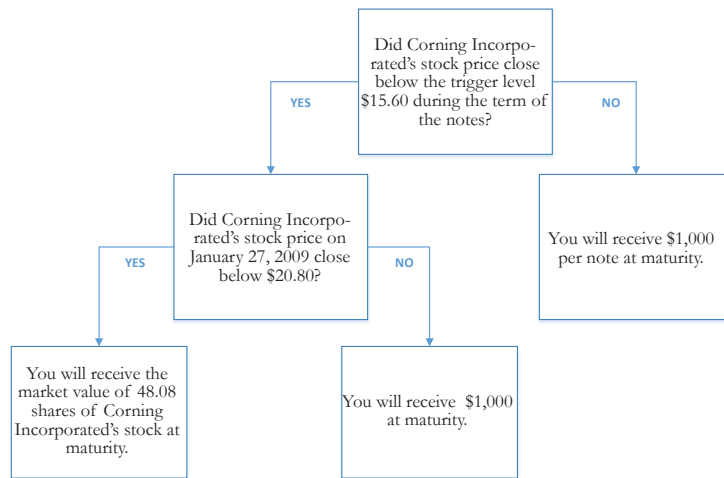 Did Corning Incorpo-
rated's stock price close
below the trigger level
$15.60 during the term of
the notes?
YES
NO
Did Corning Incorpo-
rated's stock price on
January 27, 2009 close
below $20.80?
You will receive $1,000
per note at maturity.
YES
NO
You will receive the
market value of 48.08
shares of Corning
Incorporated's stock at
maturity.
You will receive $1,000
at maturity.